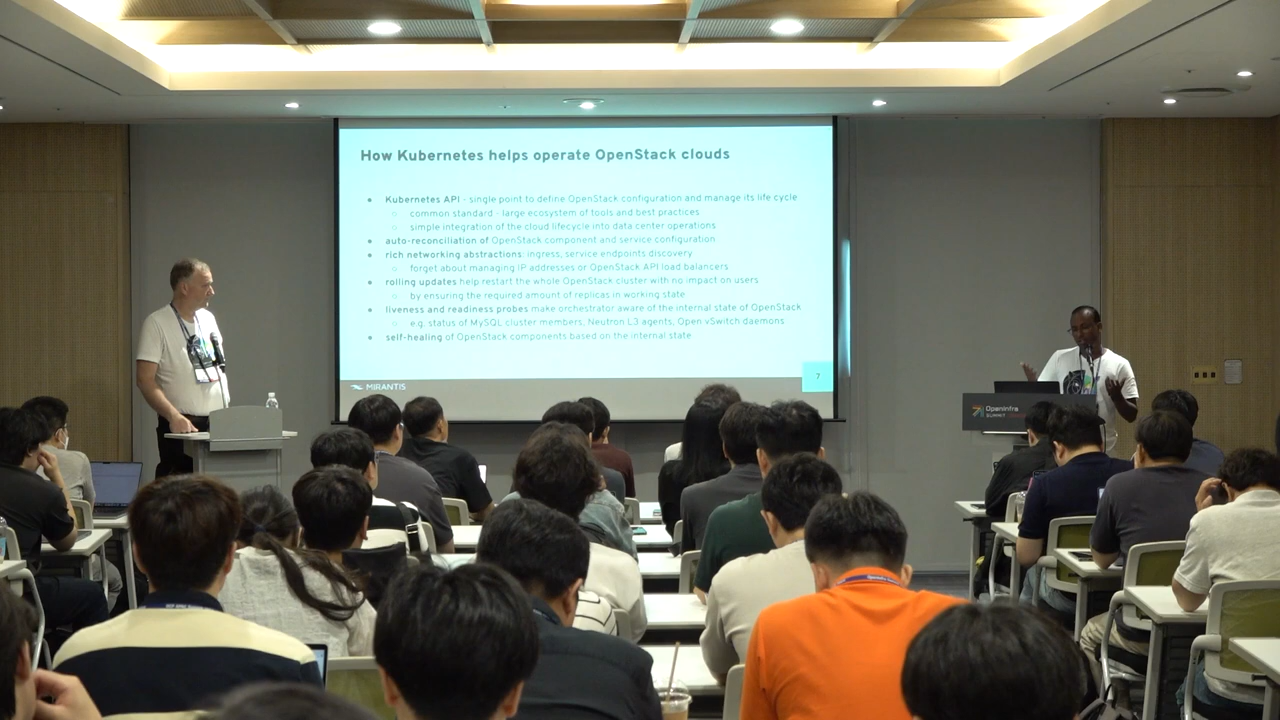 How Kubernetes helps operate OpenStack clouds
● Kubernetes API - single point to define OpenStack configuration and manage its life cycle
○ common standard - large ecosystem of tools and best practices
○ simple integration of the cloud lifecycle into data center operations
● auto-reconciliation of OpenStack component and service configuration
● rich networking abstractions: ingress, service endpoints discovery
○ forget about managing IP addresses or OpenStack API load balancers
● rolling updates help restart the whole OpenStack cluster with no impact on users
○ by ensuring the required amount of replicas in working state
● liveness and readiness probes make orchestrator aware of the internal state of OpenStack
○ e.g. status of MySQL cluster members, Neutron L3 agents, Open vSwitch daemons
● self-healing of OpenStack components based on the internal state
MIRANTIS
7
OpenInfra
SUMMIT